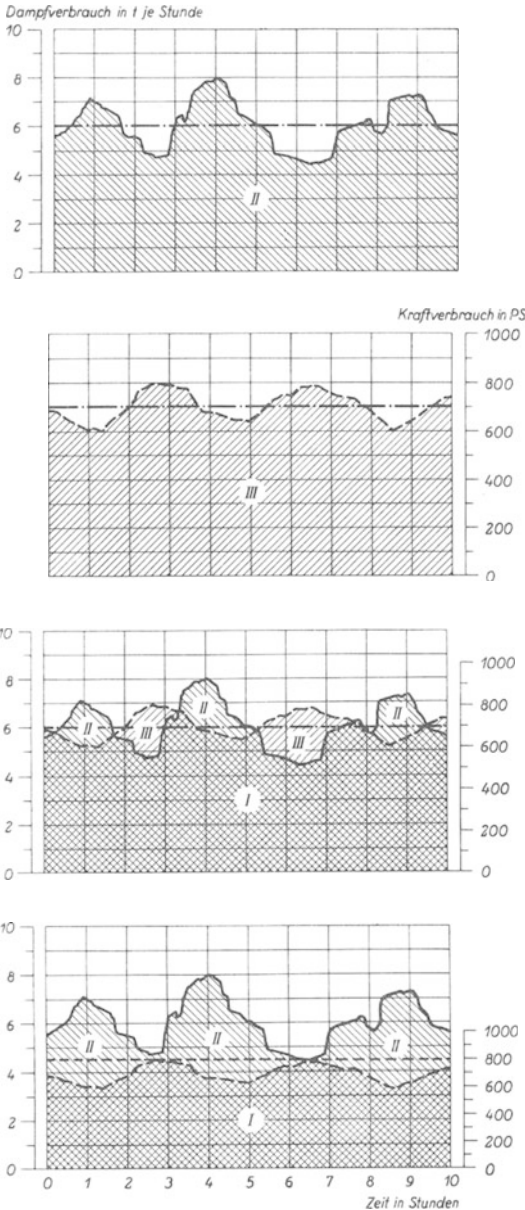 Dampfverbrauch in t je Stunde
10
8
6
4
2
0
II
Kraftverbrauch in PS
1000
800
600
400
200
0
III
10
8
6
4
2
0
1000
800
600
400
200
0
II
III
II
III
II
I
10
8
6
4
2
0
1000
800
600
400
200
0
II
II
II
I
0 1 2 3 4 5 6 7 8 9 10
Zeit in Stunden